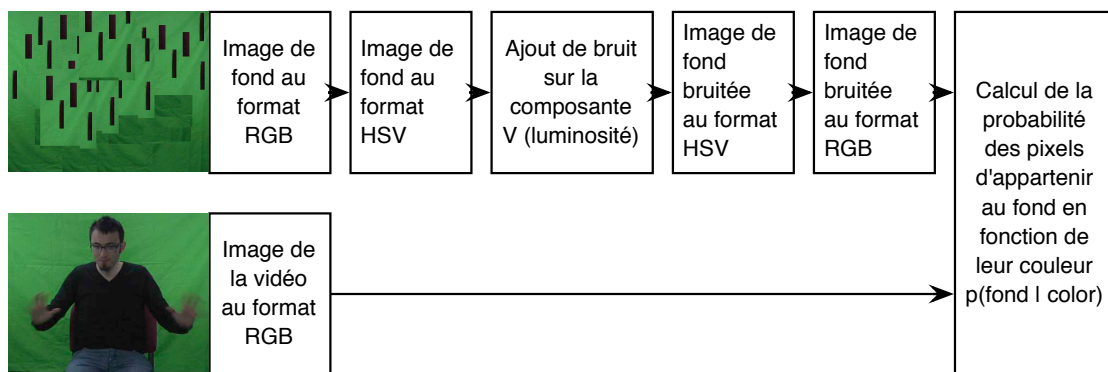 Image de
fond au
format
RGB
Image de
fond au
format
HSV
Ajout de bruit
sur la
composante
V (luminosité)
Image de
fond
bruitée
au format
HSV
Image de
fond
bruitée
au format
RGB
Calcul de la
probabilité
des pixels
d'appartenir
au fond en
fonction de
leur couleur
p(fond I color)
Image de
la vidéo
au format
RGB